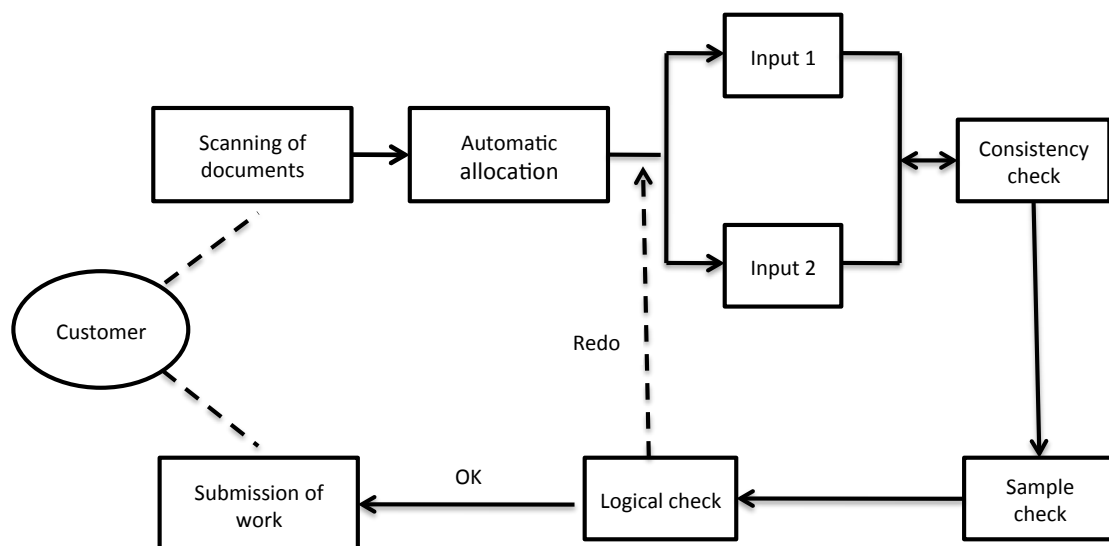 Input 1
Scanning of
documents
Automatic
allocation
Consistency
check
Input 2
Customer
Redo
Submission of
work
OK
Logical check
Sample
check